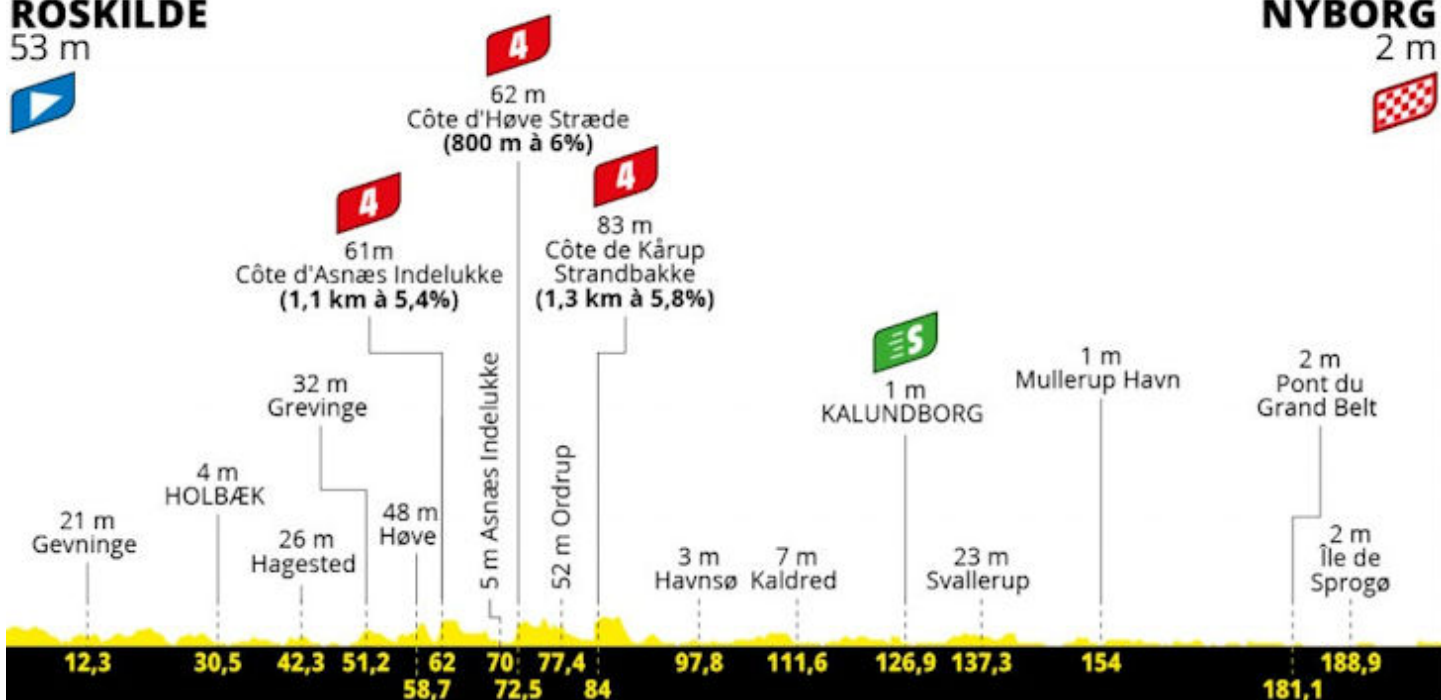 ROSKILDE
53 m
NYBORG
2 m
4
62 m
Côte d'Høve Stræde
(800 m à 6%)
4
61m
Côte d'Asnæs Indelukke
(1,1 km à 5,4%)
4
83 m
Côte de Kårup
Strandbakke
(1,3 km à 5,8%)
S
1 m
KALUNDBORG
1 m
Mullerup Havn
2 m
Pont du
Grand Belt
32 m
Grevinge
4 m
HOLBÆK
21 m
Gevninge
26 m
Hagested
48 m
Høve
5 m Asnæs Indelukke
52 m Ordrup
3 m
Havnsø
7 m
Kaldred
23 m
Svallerup
2 m
Île de
Sprogø
12,3 30,5 42,3 51,2 62 70 77,4 97,8 111,6 126,9 137,3 154 188,9
58,7 72,5 84 181,1